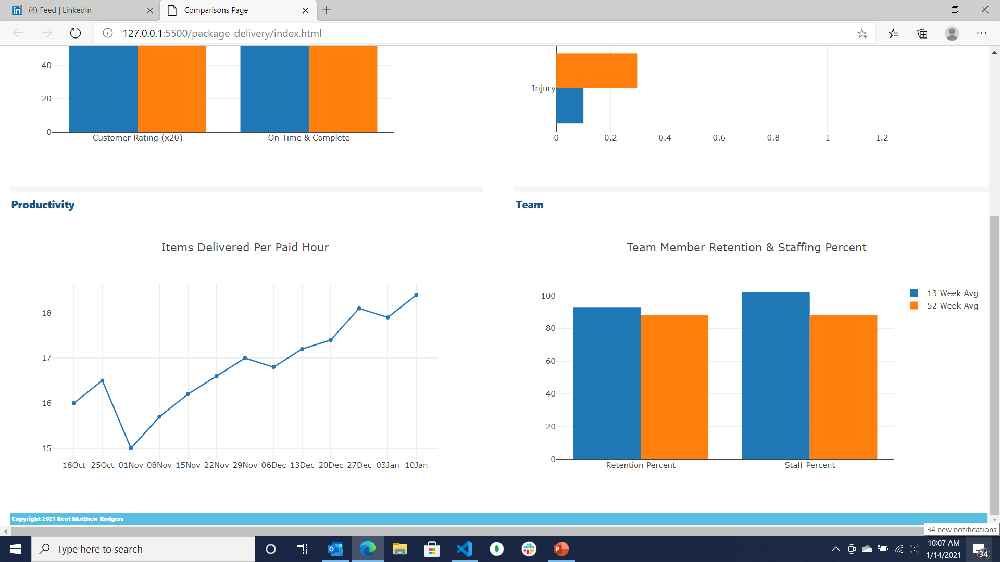 (4) Feed | LinkedIn
Comparisons Page
127.0.0.1:5500/package-delivery/index.html
40
20
0
Customer Rating (x20)
On-Time & Complete
Injury
0 0.2 0.4 0.6 0.8 1 1.2
Productivity
Items Delivered Per Paid Hour
18
17
16
15
18Oct 25Oct 01Nov 08Nov 15Nov 22Nov 29Nov 06Dec 13Dec 20Dec 27Dec 03Jan 10Jan
Team
Team Member Retention & Staffing Percent
100
80
60
40
20
0
Retention Percent
Staff Percent
13 Week Avg
52 Week Avg
Copyright 2021 Kent Matthew Rodgers
34 new notifications
Type here to search
10:07 AM
1/14/2021
34